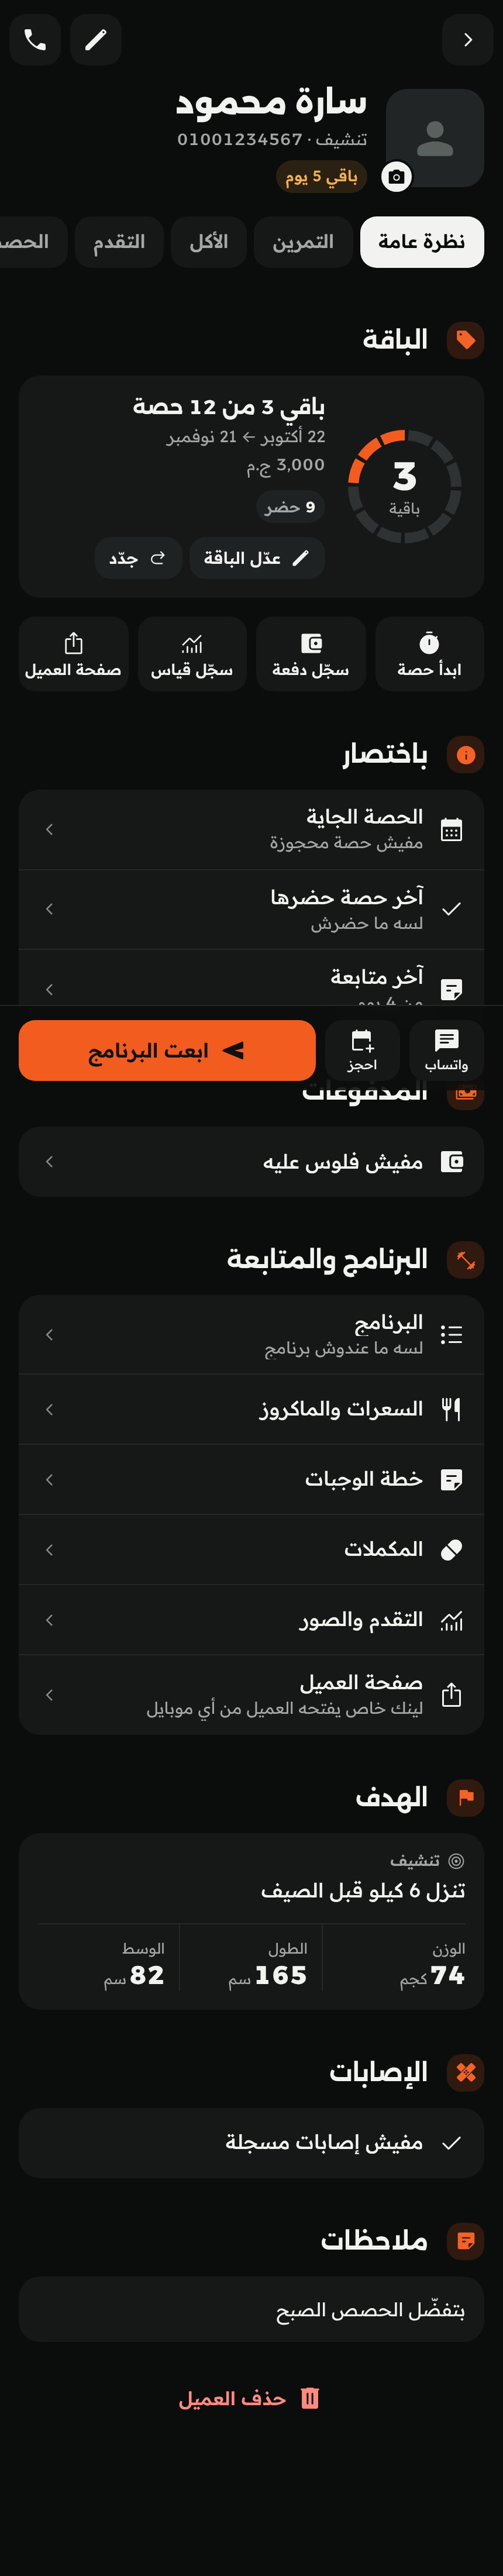 سارة محمود
تنشيف · 01001234567
باقي 5 يوم
نظرة عامة
التمرين
الأكل
التقدم
الباقة
باقي 3 من 12 حصة
22 أكتوبر ← 21 نوفمبر
3,000 ج.م
9 حضر
3
باقية
عدّل الباقة
جدّد
ابدأ حصة
سجّل دفعة
سجّل قياس
صفحة العميل
باختصار
الحصة الجاية
مفيش حصة محجوزة
آخر حصة حضرها
لسه ما حضرش
آخر متابعة
واتساب
احجز
ابعت البرنامج
المدفوعات
مفيش فلوس عليه
البرنامج والمتابعة
البرنامج
لسه ما عندوش برنامج
السعرات والماكروز
خطة الوجبات
المكملات
التقدم والصور
صفحة العميل
لينك خاص يفتحه العميل من أي موبايل
الهدف
تنشيف
تنزل 6 كيلو قبل الصيف
الوزن
74 كجم
الطول
165 سم
الوسط
82 سم
الإصابات
مفيش إصابات مسجلة
ملاحظات
بتفضّل الحصص الصبح
حذف العميل